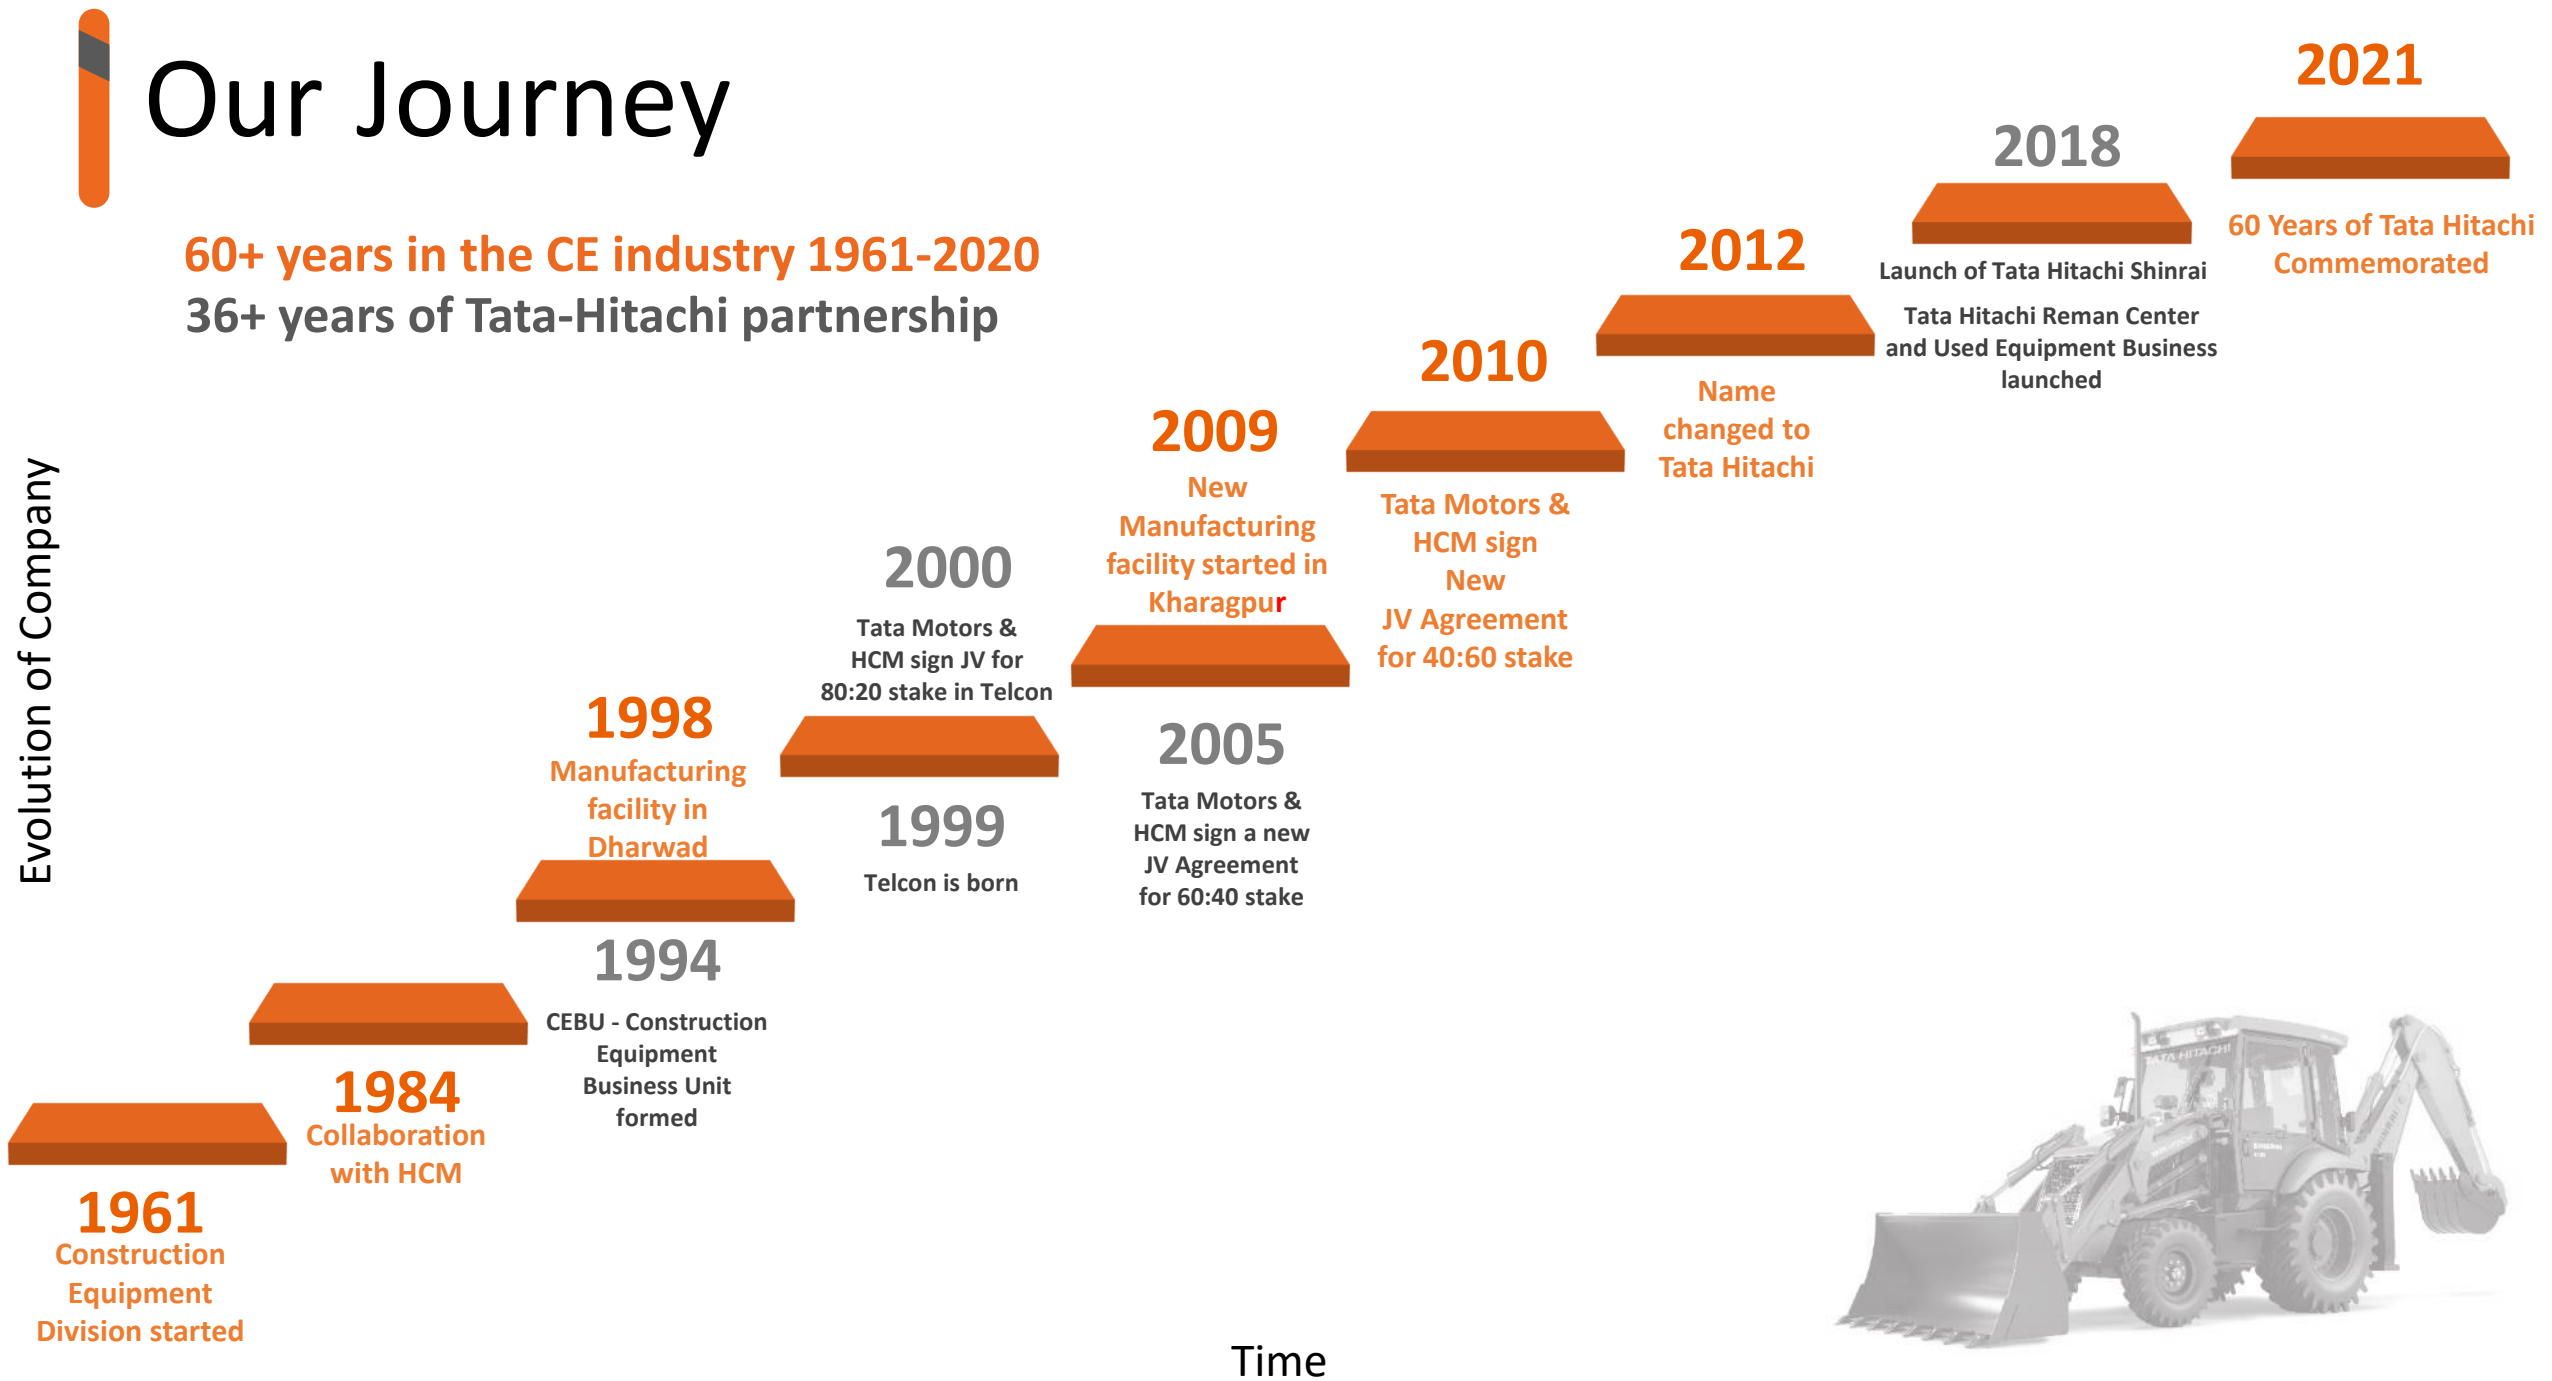 Our Journey
60+ years in the CE industry 1961-2020
36+ years of Tata-Hitachi partnership
Evolution of Company
1961
Construction
Equipment
Division started
1984
Collaboration
with HCM
1998
Manufacturing
facility in
Dharwad
1994
CEBU - Construction
Equipment
Business Unit
formed
2000
Tata Motors &
HCM sign JV for
80:20 stake in Telcon
1999
Telcon is born
2009
New
Manufacturing
facility started in
Kharagpur
2005
Tata Motors &
HCM sign a new
JV Agreement
for 60:40 stake
2010
Tata Motors &
HCM sign
New
JV Agreement
for 40:60 stake
2012
Name
changed to
Tata Hitachi
2018
Launch of Tata Hitachi Shinrai
Tata Hitachi Reman Center
and Used Equipment Business
launched
2021
60 Years of Tata Hitachi
Commemorated
TATA HITACHI
SHINRAI
Time